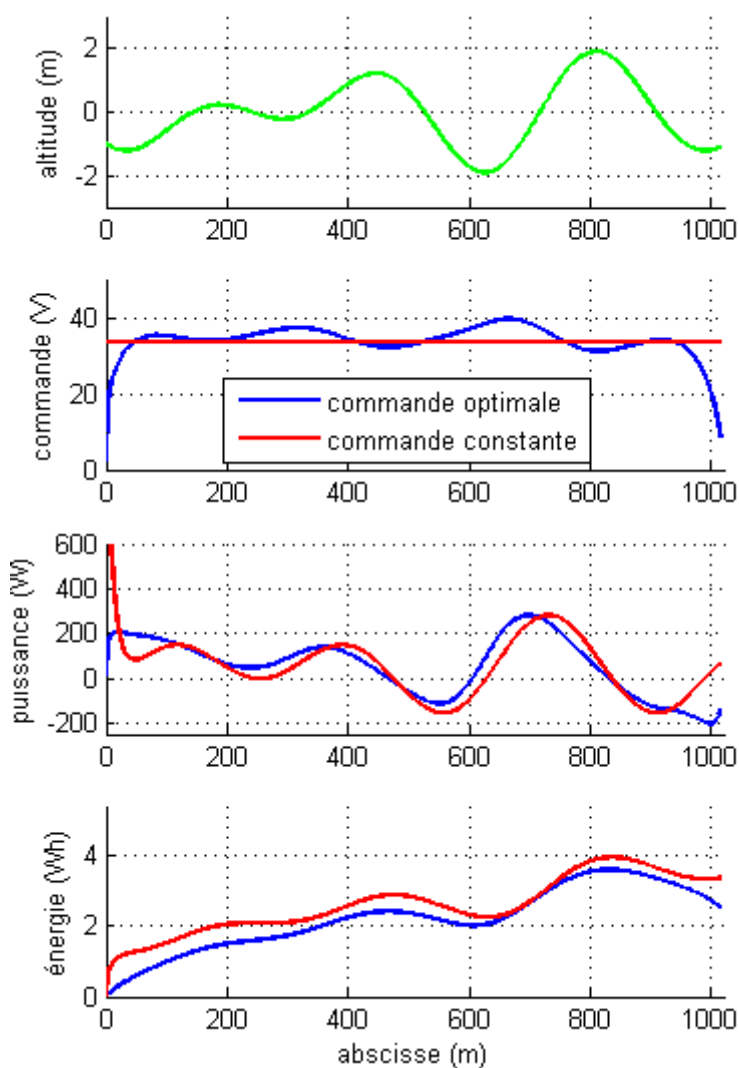 altitude (m)
2
0
-2
0 200 400 600 800 1000
commande (V)
40
20
0
commande optimale
commande constante
0 200 400 600 800 1000
puissance (W)
600
400
200
0
-200
0 200 400 600 800 1000
énergie (Wh)
4
2
0
0 200 400 600 800 1000
abscisse (m)